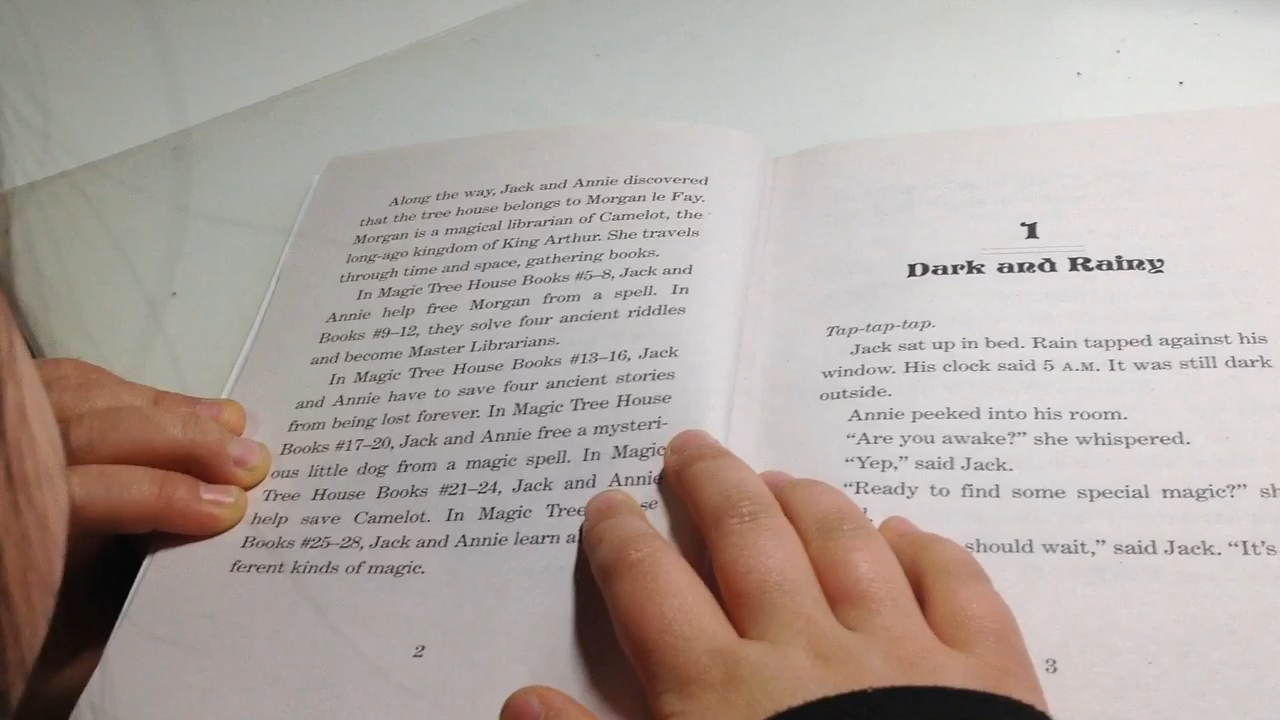 Along the way, Jack and Annie discovered
that the tree house belongs to Morgan le Fay.
Morgan is a magical librarian of Camelot, the
long-ago kingdom of King Arthur. She travels
through time and space, gathering books.
In Magic Tree House Books #5–8, Jack and
Annie help free Morgan from a spell. In
Books #9–12, they solve four ancient riddles
and become Master Librarians.
In Magic Tree House Books #13–16, Jack
and Annie have to save four ancient stories
from being lost forever. In Magic Tree House
Books #17–20, Jack and Annie free a mysteri-
ous little dog from a magic spell. In Magic
Tree House Books #21–24, Jack and Annie
help save Camelot. In Magic Tree se
Books #25–28, Jack and Annie learn a
ferent kinds of magic.
2
1
Dark and Rainy
Tap-tap-tap.
Jack sat up in bed. Rain tapped against his
window. His clock said 5 A.M. It was still dark
outside.
Annie peeked into his room.
“Are you awake?” she whispered.
“Yep,” said Jack.
“Ready to find some special magic?” sh
should wait,” said Jack. “It’s
3